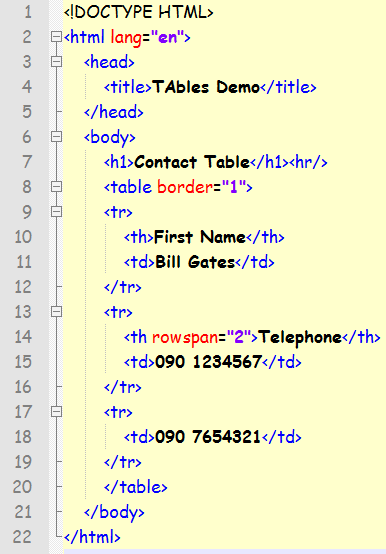 1 <!DOCTYPE HTML>
2 <html lang="en">
3 <head>
4 <title>TAbles Demo</title>
5 </head>
6 <body>
7 <h1>Contact Table</h1><hr/>
8 <table border="1">
9 <tr>
10 <th>First Name</th>
11 <td>Bill Gates</td>
12 </tr>
13 <tr>
14 <th rowspan="2">Telephone</th>
15 <td>090 1234567</td>
16 </tr>
17 <tr>
18 <td>090 7654321</td>
19 </tr>
20 </table>
21 </body>
22 </html>